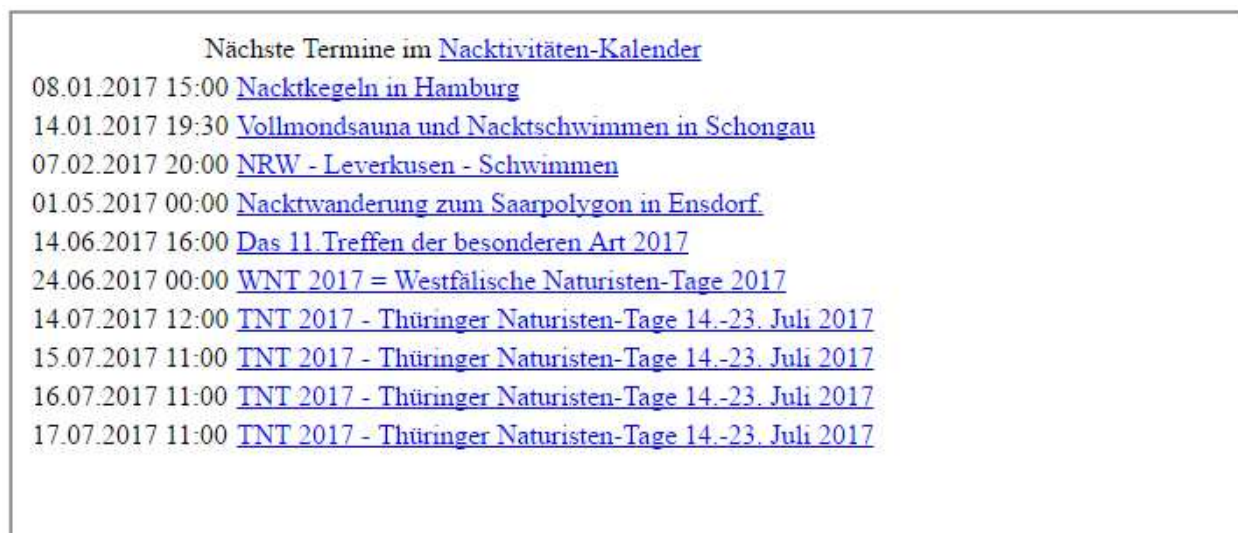 Nächste Termine im Nacktivitäten-Kalender
08.01.2017 15:00 Nacktkegeln in Hamburg
14.01.2017 19:30 Vollmondsauna und Nacktschwimmen in Schongau
07.02.2017 20:00 NRW - Leverkusen - Schwimmen
01.05.2017 00:00 Nacktwanderung zum Saarpolygon in Ensdorf.
14.06.2017 16:00 Das 11.Treffen der besonderen Art 2017
24.06.2017 00:00 WNT 2017 = Westfälische Naturisten-Tage 2017
14.07.2017 12:00 TNT 2017 - Thüringer Naturisten-Tage 14.-23. Juli 2017
15.07.2017 11:00 TNT 2017 - Thüringer Naturisten-Tage 14.-23. Juli 2017
16.07.2017 11:00 TNT 2017 - Thüringer Naturisten-Tage 14.-23. Juli 2017
17.07.2017 11:00 TNT 2017 - Thüringer Naturisten-Tage 14.-23. Juli 2017